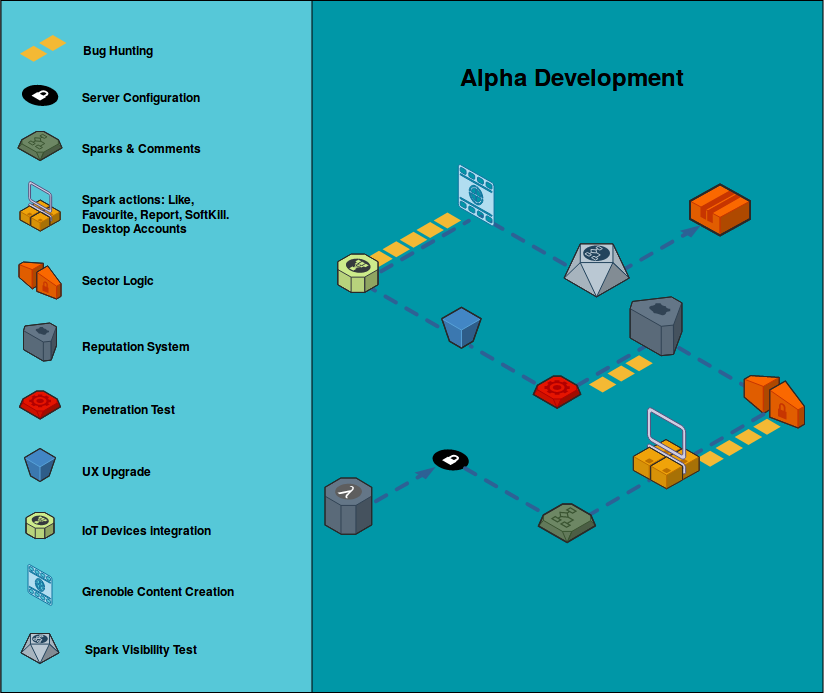 Alpha Development
Bug Hunting
Server Configuration
Sparks & Comments
Spark actions: Like,
Favourite, Report, SoftKill.
Desktop Accounts
Sector Logic
Reputation System
Penetration Test
UX Upgrade
IoT Devices integration
Grenoble Content Creation
Spark Visibility Test
λ